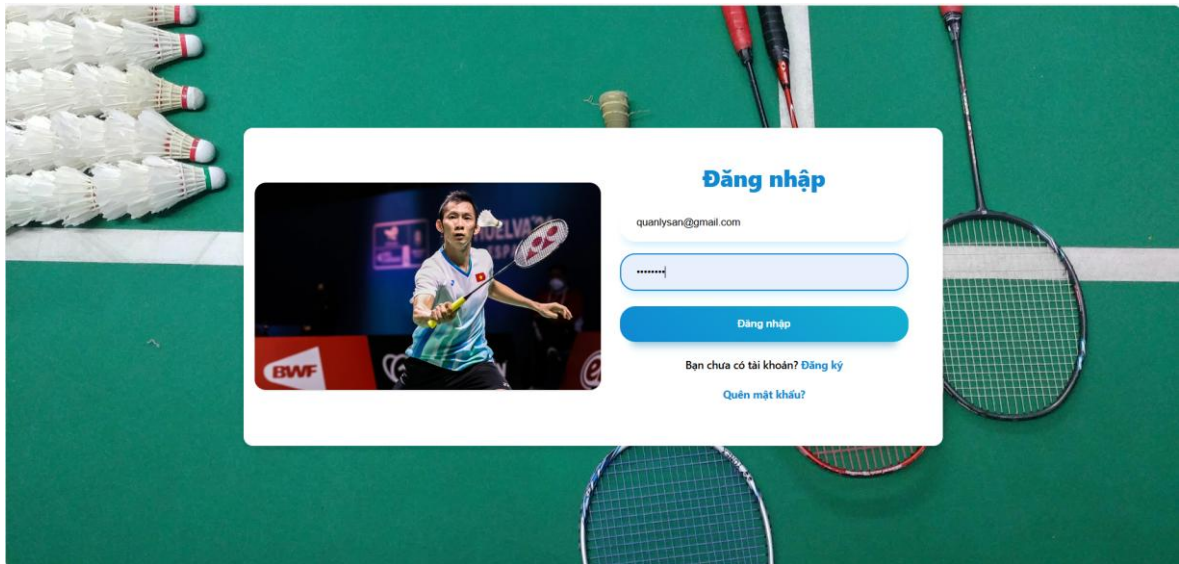 Đăng nhập
quanlysan@gmail.com
••••••••
Đăng nhập
Bạn chưa có tài khoản? Đăng ký
Quên mật khẩu?
BWF